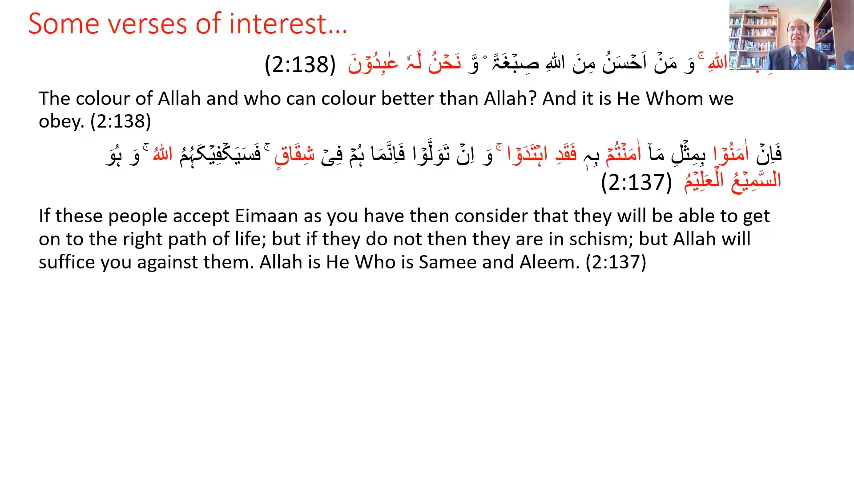 Some verses of interest...
اللهِ ۚ وَ مَنۡ اَحۡسَنُ مِنَ اللهِ صِبۡغَۃً ۫ وَّ نَحۡنُ لَہٗ عٰبِدُوۡنَ (2:138)
The colour of Allah and who can colour better than Allah? And it is He Whom we
obey. (2:138)
فَاِنۡ اٰمَنُوۡا بِمِثۡلِ مَاۤ اٰمَنۡتُمۡ بِہٖ فَقَدِ اہۡتَدَوۡا ۚ وَ اِنۡ تَوَلَّوۡا فَاِنَّمَا ہُمۡ فِیۡ شِقَاقٍ ۚ فَسَیَکۡفِیۡکَہُمُ اللهُ ۚ وَ ہُوَ
السَّمِیۡعُ الۡعَلِیۡمُ (2:137)
If these people accept Eimaan as you have then consider that they will be able to get
on to the right path of life; but if they do not then they are in schism; but Allah will
suffice you against them. Allah is He Who is Samee and Aleem. (2:137)